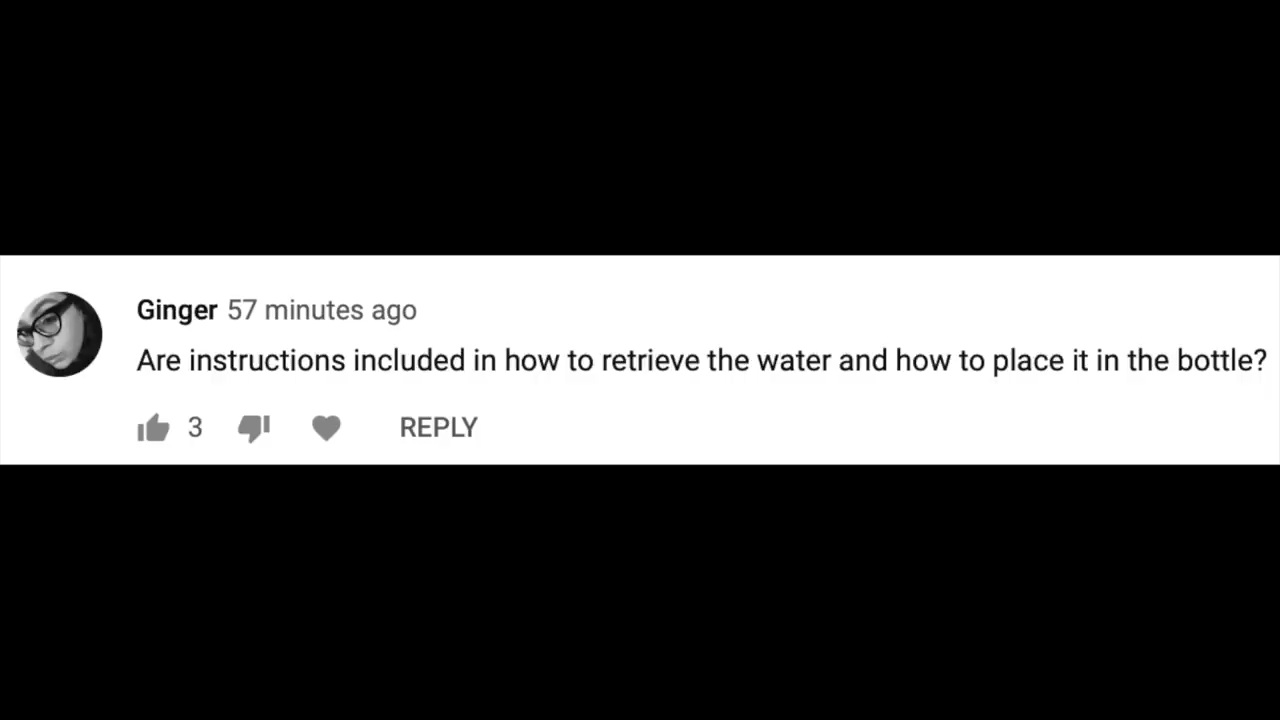 Ginger 57 minutes ago
Are instructions included in how to retrieve the water and how to place it in the bottle?
3 REPLY